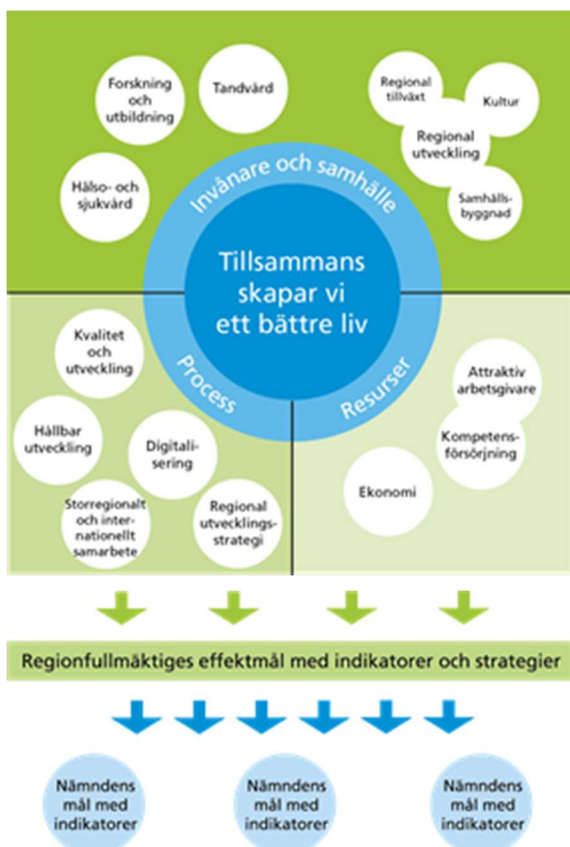 Forskning
och
utbildning
Tandvård
Hälso- och
sjukvård
Regional
tillväxt
Kultur
Regional
utveckling
Samhälls-
byggnad
Invånare och samhälle
Tillsammans
skapar vi
ett bättre liv
Process
Resurser
Kvalitet
och
utveckling
Hållbar
utveckling
Digitali-
sering
Storregionalt
och inter-
nationellt
samarbete
Regional
utvecklings-
strategi
Attraktiv
arbetsgivare
Kompetens-
försörjning
Ekonomi
Regionfullmäktiges effektmål med indikatorer och strategier
Nämndens
mål med
indikatorer
Nämndens
mål med
indikatorer
Nämndens
mål med
indikatorer